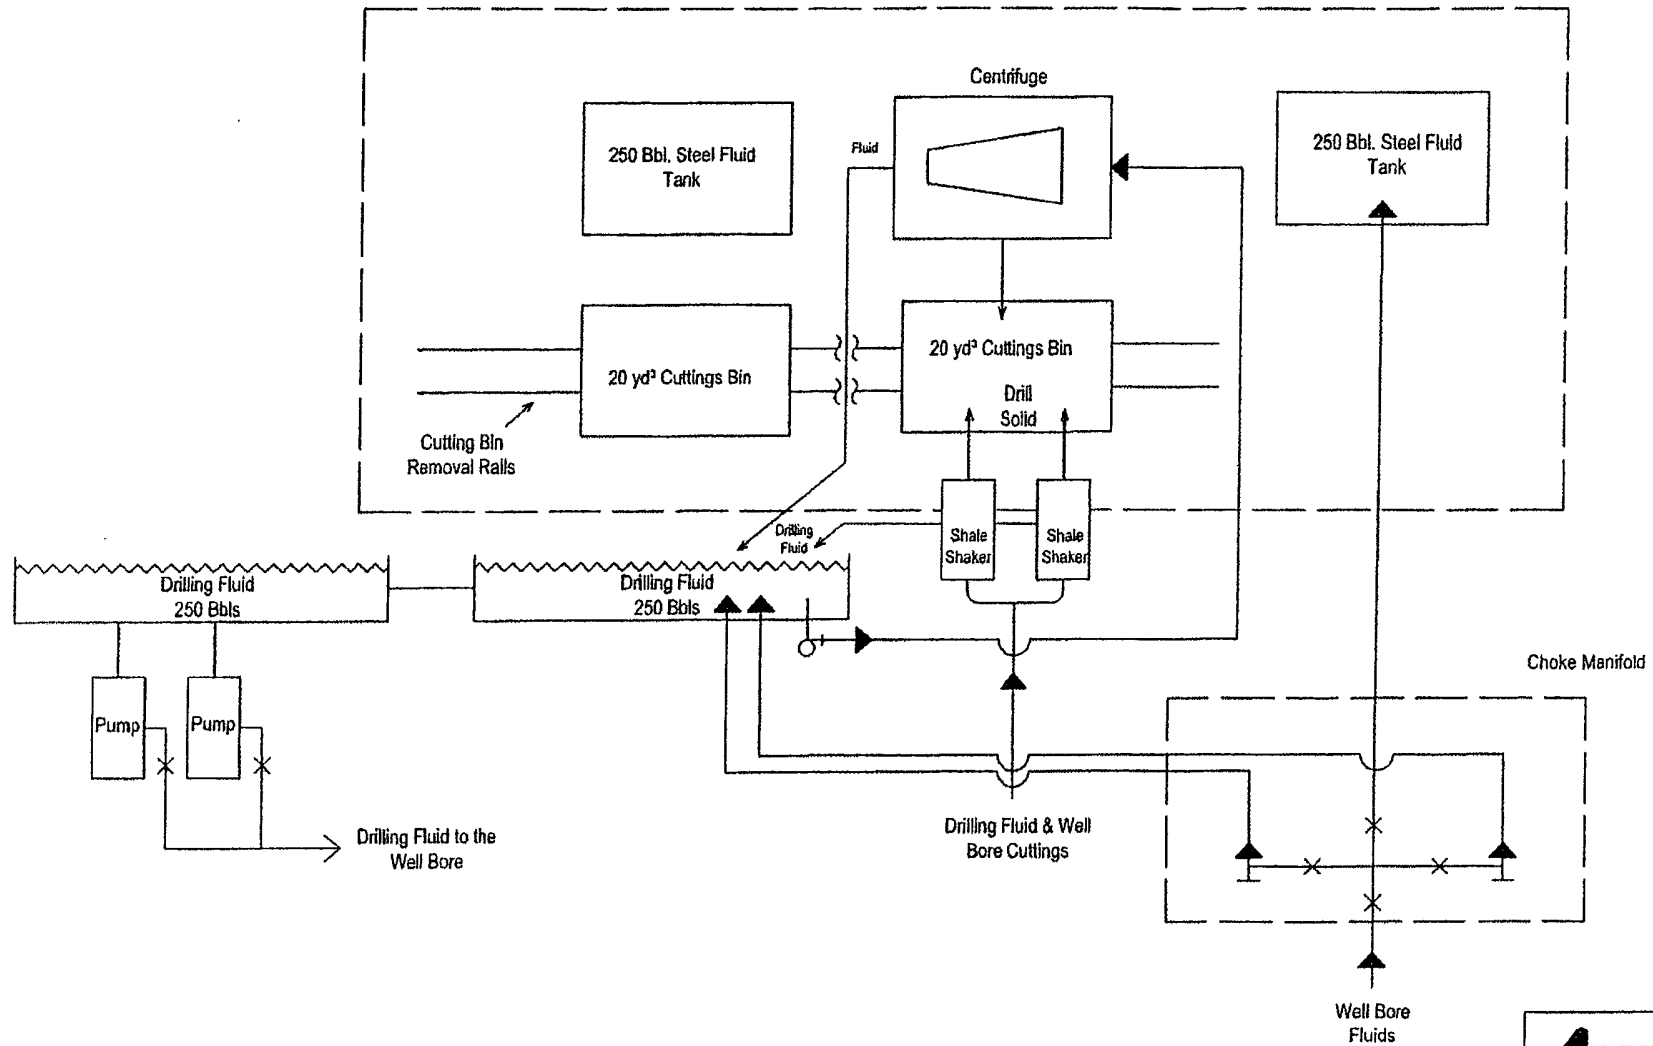 Centrifuge
250 Bbl. Steel Fluid
Tank
Fluid
250 Bbl. Steel Fluid
Tank
20 yd³ Cuttings Bin
20 yd³ Cuttings Bin
Drill
Solid
Cutting Bin
Removal Rails
Drilling
Fluid
Shale
Shaker
Shale
Shaker
Drilling Fluid
250 Bbls
Drilling Fluid
250 Bbls
Choke Manifold
Pump
Pump
Drilling Fluid to the
Well Bore
Drilling Fluid & Well
Bore Cuttings
Well Bore
Fluids